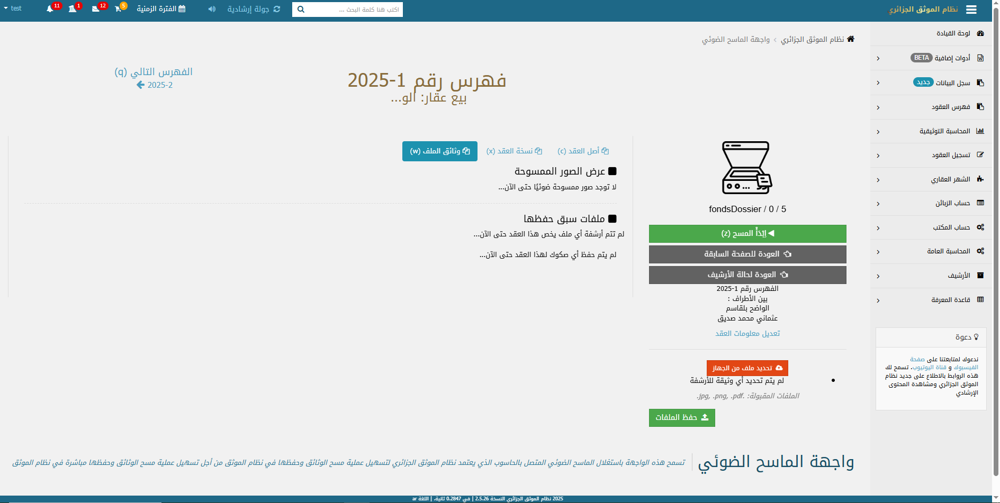 نظام الموثق الجزائري
اكتب هنا كلمة البحث ...
جولة إرشادية
الفترة الزمنية
5
12
1
11
test
لوحة القيادة
أدوات إضافية BETA
سجل البيانات جديد
فهرس العقود
المحاسبة التوثيقية
تسجيل العقود
الشهر العقاري
حساب الزبائن
حساب المكتب
المحاسبة العامة
الأرشيف
قاعدة المعرفة
دعوة
ندعوك لمتابعتنا على صفحة
الفيسبوك و قناة اليوتيوب، تسمح لك
هذه الروابط بالاطلاع على جديد نظام
الموثق الجزائري ومشاهدة المحتوى
الإرشادي
نظام الموثق الجزائري › واجهة الماسح الضوئي
فهرس رقم 1-2025
بيع عقار: الو...
الفهرس التالي (q)
2025-2
fondsDossier / 0 / 5
اِبْدَأْ المسح (z)
العودة للصفحة السابقة
العودة لحالة الأرشيف
الفهرس رقم 1-2025
بين الأطراف :
الواضح بلقاسم
عثماني محمد صديق
تعديل معلومات العقد
تحديد ملف من الجهاز
لم يتم تحديد أي وثيقة للأرشفة
الملفات المقبولة: .jpg, .png, .pdf.
حفظ الملفات
أصل العقد (c)
نسخة العقد (x)
وثائق الملف (w)
عرض الصور الممسوحة
لا توجد صور ممسوحة ضوئيًا حتى الآن...
ملفات سبق حفظها
لم تتم أرشفة أي ملف يخص هذا العقد حتى الآن...
لم يتم حفظ أي صكوك لهذا العقد حتى الآن...
واجهة الماسح الضوئي
تسمح هذه الواجهة باستغلال الماسح الضوئي المتصل بالحاسوب الذي يعتمد نظام الموثق الجزائري لتسهيل عملية مسح الوثائق وحفظها في نظام الموثق من أجل تسهيل عملية مسح الوثائق وحفظها مباشرة في نظام الموثق
2025 نظام الموثق الجزائري النسخة 2.5.26 | في 0.2847 ثانية. | اللغة ar